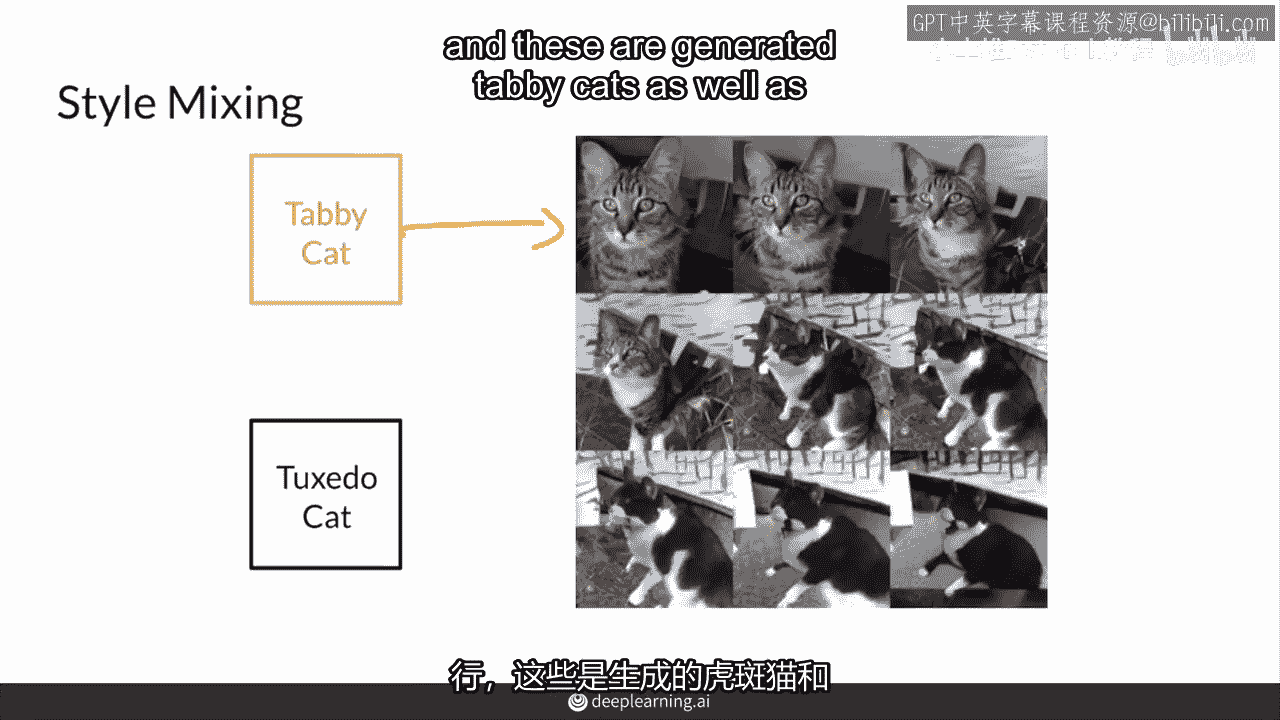 GPT中英字幕课程资源@bilibili.com
and these are generated
tabby cats as well as
Style Mixing
Tabby
Cat
Tuxedo
Cat
行，这些是生成的虎斑猫和
deeplearning.ai